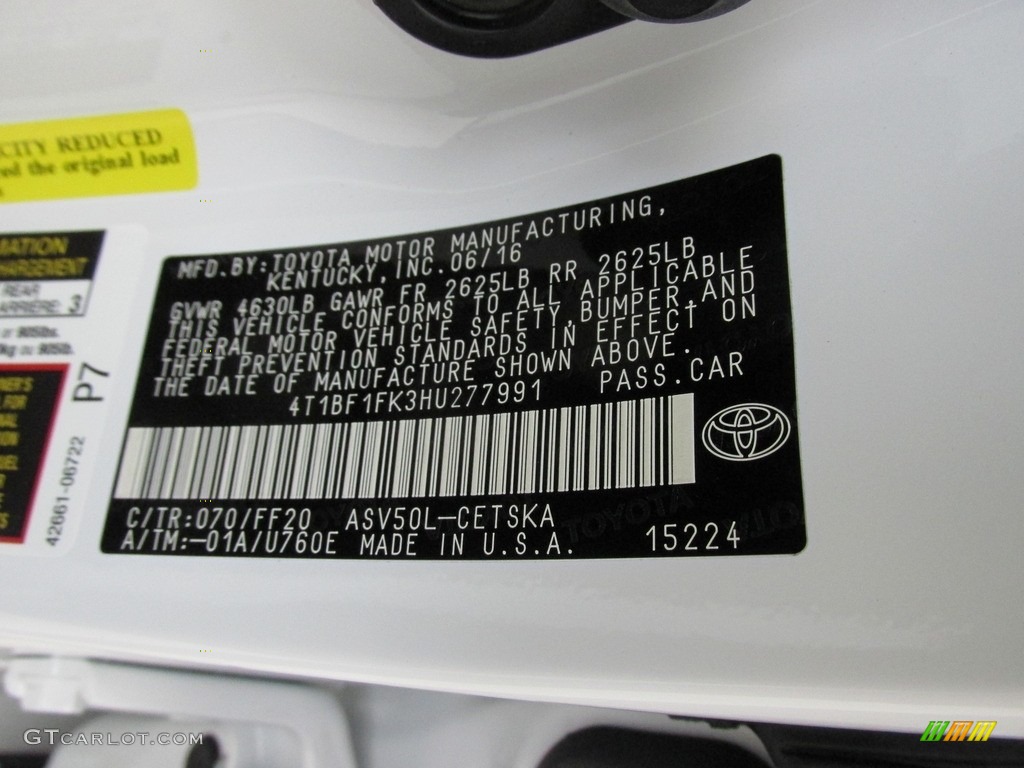 CITY REDUCED
the original load
MATION
REAR
3
P7
42661-06722
MFD.BY:TOYOTA MOTOR MANUFACTURING,
KENTUCKY,INC.06/16
GVWR 4630LB GAWR FR 2625LB RR 2625LB
THIS VEHICLE CONFORMS TO ALL APPLICABLE
FEDERAL MOTOR VEHICLE SAFETY,BUMPER,AND
THEFT PREVENTION STANDARDS IN EFFECT ON
THE DATE OF MANUFACTURE SHOWN ABOVE.
4T1BF1FK3HU277991 PASS.CAR
C/TR:070/FF20 ASV50L-CETSKA
A/TM:-01A/U760E MADE IN U.S.A. 15224
GTCARLOT.COM